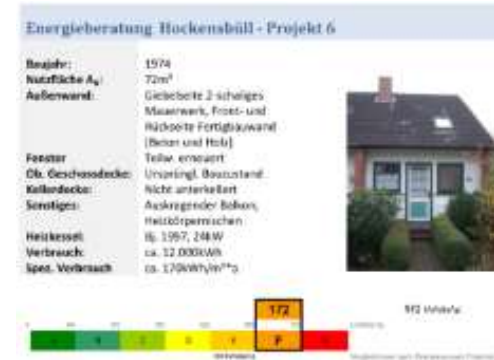 Energieberatung Hockensbüll - Projekt 6
Baujahr: 1974
Nutzfläche Aₙ: 72m²
Außenwand: Giebelseite 2-schaliges
Mauerwerk, Front- und
Rückseite Fertigbauwand
(Beton und Holz)
Fenster Teilw. erneuert
Ob. Geschossdecke: Ursprüngl. Bauzustand
Kellerdecke: Nicht unterkellert
Sonstiges: Auskragender Balkon,
Heizkörpernischen
Heizkessel: Bj. 1997, 24kW
Verbrauch: ca. 12.000kWh
Spez. Verbrauch ca. 170kWh/m²*a
172
F